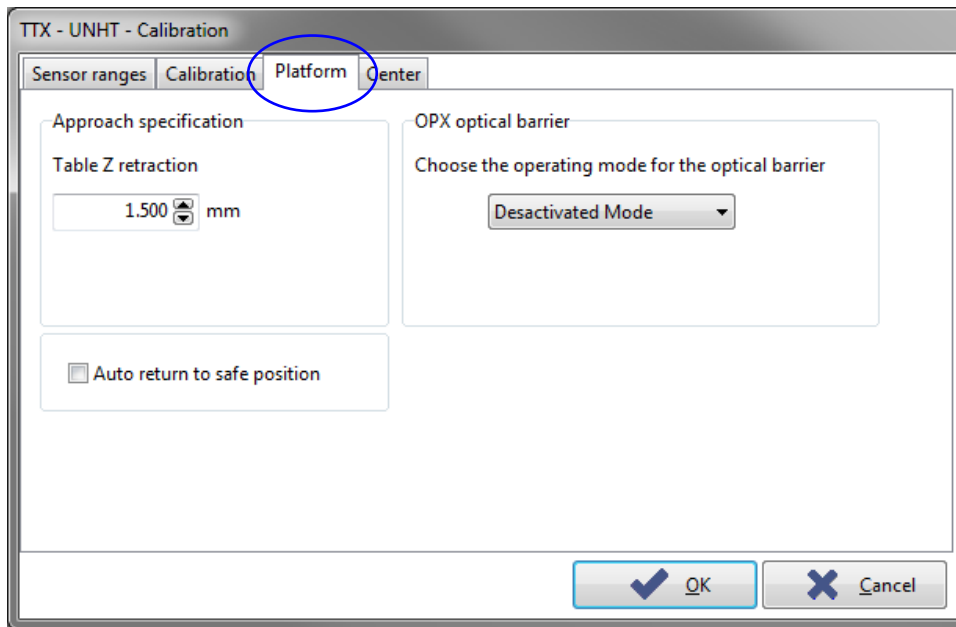 TTX - UNHT - Calibration
Sensor ranges Calibration Platform Center
Approach specification
Table Z retraction
1.500 mm
OPX optical barrier
Choose the operating mode for the optical barrier
Desactivated Mode
Auto return to safe position
OK Cancel